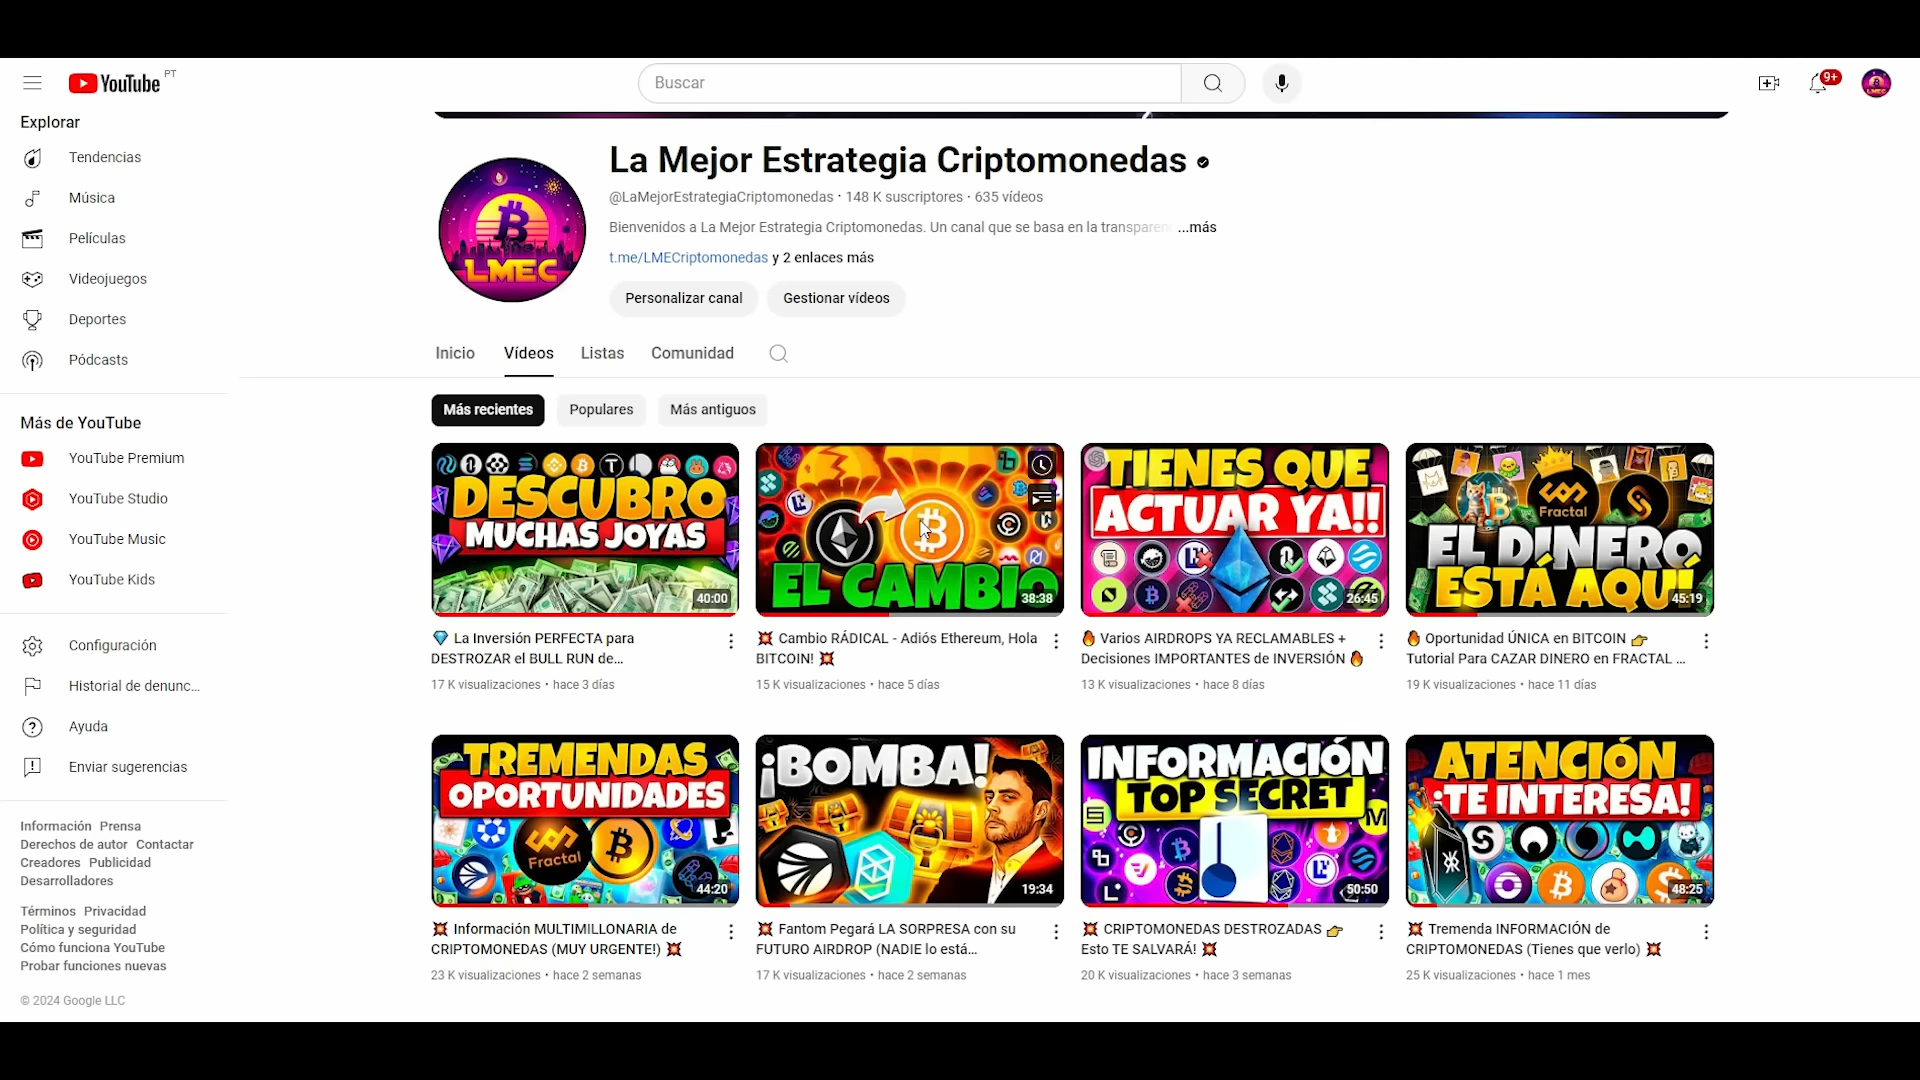 YouTube PT
Buscar
9+
Explorar
Tendencias
Música
Películas
Videojuegos
Deportes
Pódcasts
Más de YouTube
YouTube Premium
YouTube Studio
YouTube Music
YouTube Kids
Configuración
Historial de denunc...
Ayuda
Enviar sugerencias
Información Prensa
Derechos de autor Contactar
Creadores Publicidad
Desarrolladores
Términos Privacidad
Política y seguridad
Cómo funciona YouTube
Probar funciones nuevas
© 2024 Google LLC
LMEC
La Mejor Estrategia Criptomonedas
@LaMejorEstrategiaCriptomonedas · 148 K suscriptores · 635 vídeos
Bienvenidos a La Mejor Estrategia Criptomonedas. Un canal que se basa en la transparen ...más
t.me/LMECriptomonedas y 2 enlaces más
Personalizar canal
Gestionar vídeos
Inicio
Vídeos
Listas
Comunidad
Más recientes
Populares
Más antiguos
DESCUBRO
MUCHAS JOYAS
40:00
💎 La Inversión PERFECTA para
DESTROZAR el BULL RUN de...
17 K visualizaciones · hace 3 días
EL CAMBIO
38:38
💥 Cambio RÁDICAL - Adiós Ethereum, Hola
BITCOIN! 💥
15 K visualizaciones · hace 5 días
TIENES QUE
ACTUAR YA!!
26:45
🔥 Varios AIRDROPS YA RECLAMABLES +
Decisiones IMPORTANTES de INVERSIÓN 🔥
13 K visualizaciones · hace 8 días
Fractal
EL DINERO
ESTÁ AQUÍ
45:19
🔥 Oportunidad ÚNICA en BITCOIN 👉
Tutorial Para CAZAR DINERO en FRACTAL ...
19 K visualizaciones · hace 11 días
TREMENDAS
OPORTUNIDADES
Fractal
44:20
💥 Información MULTIMILLONARIA de
CRIPTOMONEDAS (MUY URGENTE!) 💥
23 K visualizaciones · hace 2 semanas
¡BOMBA!
19:34
💥 Fantom Pegará LA SORPRESA con su
FUTURO AIRDROP (NADIE lo está...
17 K visualizaciones · hace 2 semanas
INFORMACIÓN
TOP SECRET
50:50
💥 CRIPTOMONEDAS DESTROZADAS 👉
Esto TE SALVARÁ! 💥
20 K visualizaciones · hace 3 semanas
ATENCIÓN
¡TE INTERESA!
48:25
💥 Tremenda INFORMACIÓN de
CRIPTOMONEDAS (Tienes que verlo) 💥
25 K visualizaciones · hace 1 mes